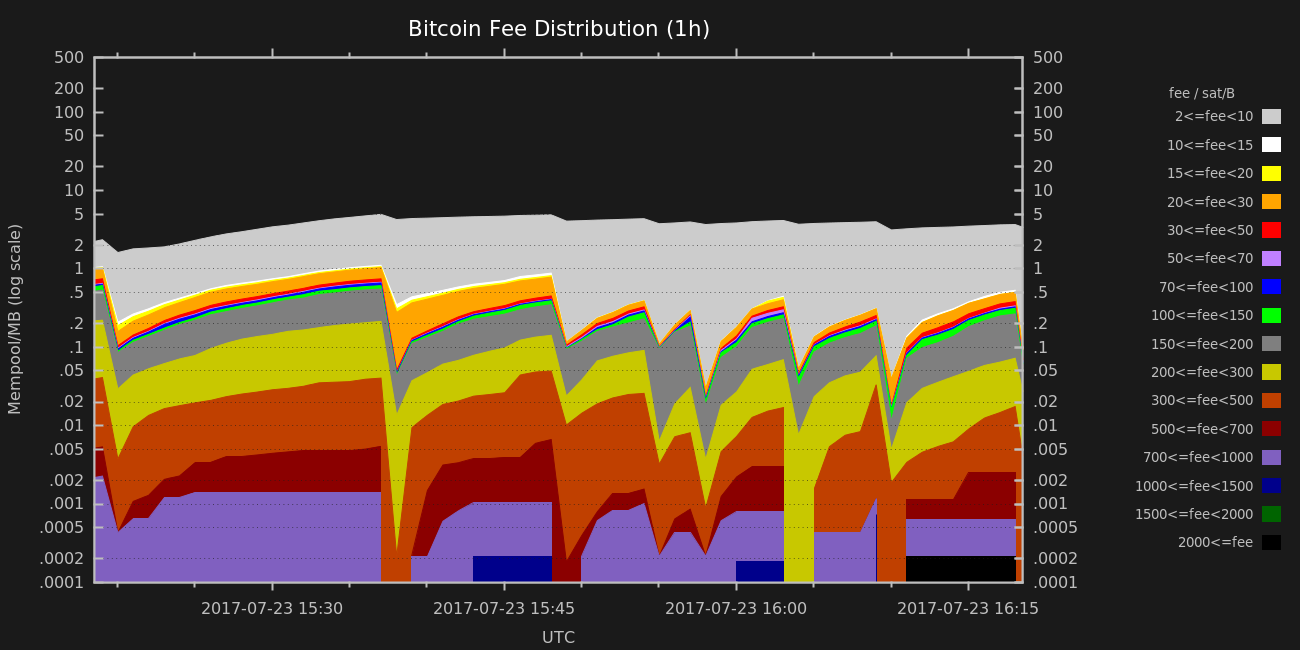 Bitcoin Fee Distribution (1h)
500
200
100
50
20
10
5
2
1
.5
.2
.1
.05
.02
.01
.005
.002
.001
.0005
.0002
.0001
Mempool/MB (log scale)
500
200
100
50
20
10
5
2
1
.5
.2
.1
.05
.02
.01
.005
.002
.001
.0005
.0002
.0001
2017-07-23 15:30
2017-07-23 15:45
2017-07-23 16:00
2017-07-23 16:15
UTC
fee / sat/B
2<=fee<10
10<=fee<15
15<=fee<20
20<=fee<30
30<=fee<50
50<=fee<70
70<=fee<100
100<=fee<150
150<=fee<200
200<=fee<300
300<=fee<500
500<=fee<700
700<=fee<1000
1000<=fee<1500
1500<=fee<2000
2000<=fee